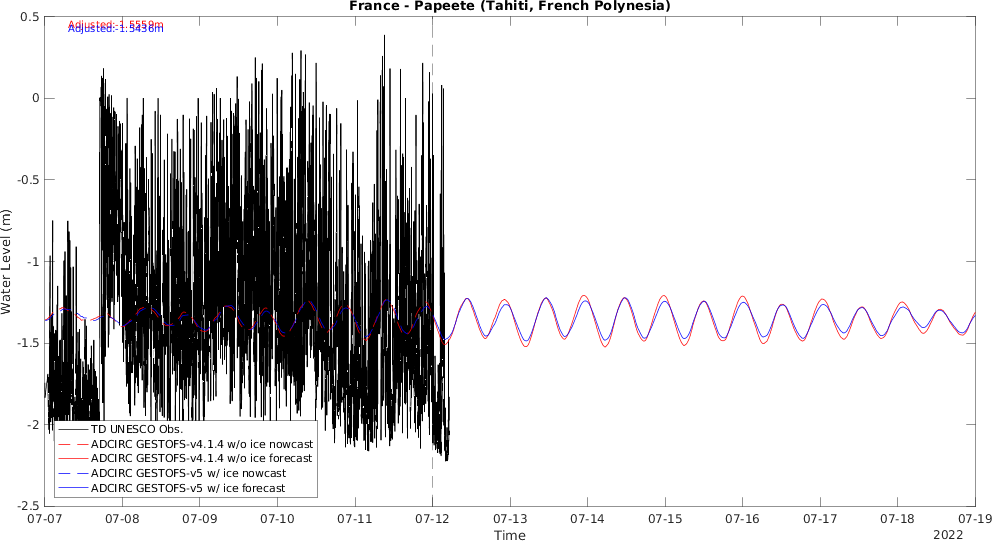 France - Papeete (Tahiti, French Polynesia)
Adjusted:-1.5559m
Adjusted:-1.5436m
0.5
0
-0.5
-1
-1.5
-2
-2.5
Water Level (m)
TD UNESCO Obs.
ADCIRC GESTOFS-v4.1.4 w/o ice nowcast
ADCIRC GESTOFS-v4.1.4 w/o ice forecast
ADCIRC GESTOFS-v5 w/ ice nowcast
ADCIRC GESTOFS-v5 w/ ice forecast
07-07 07-08 07-09 07-10 07-11 07-12 07-13 07-14 07-15 07-16 07-17 07-18 07-19
Time
2022